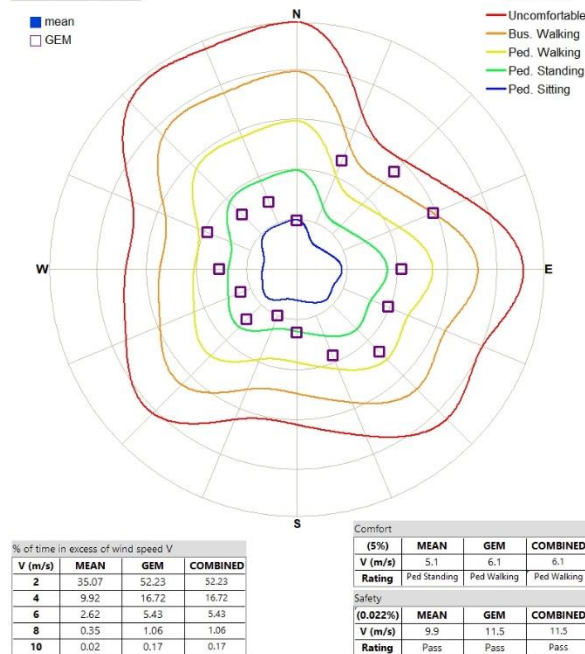 mean
GEM
N
Uncomfortable
Bus. Walking
Ped. Walking
Ped. Standing
Ped. Sitting
W
E
S
% of time in excess of wind speed V
V (m/s) MEAN GEM COMBINED
2 35.07 52.23 52.23
4 9.92 16.72 16.72
6 2.62 5.43 5.43
8 0.35 1.06 1.06
10 0.02 0.17 0.17
Comfort
(5%) MEAN GEM COMBINED
V (m/s) 5.1 6.1 6.1
Rating Ped Standing Ped Walking Ped Walking
Safety
(0.022%) MEAN GEM COMBINED
V (m/s) 9.9 11.5 11.5
Rating Pass Pass Pass